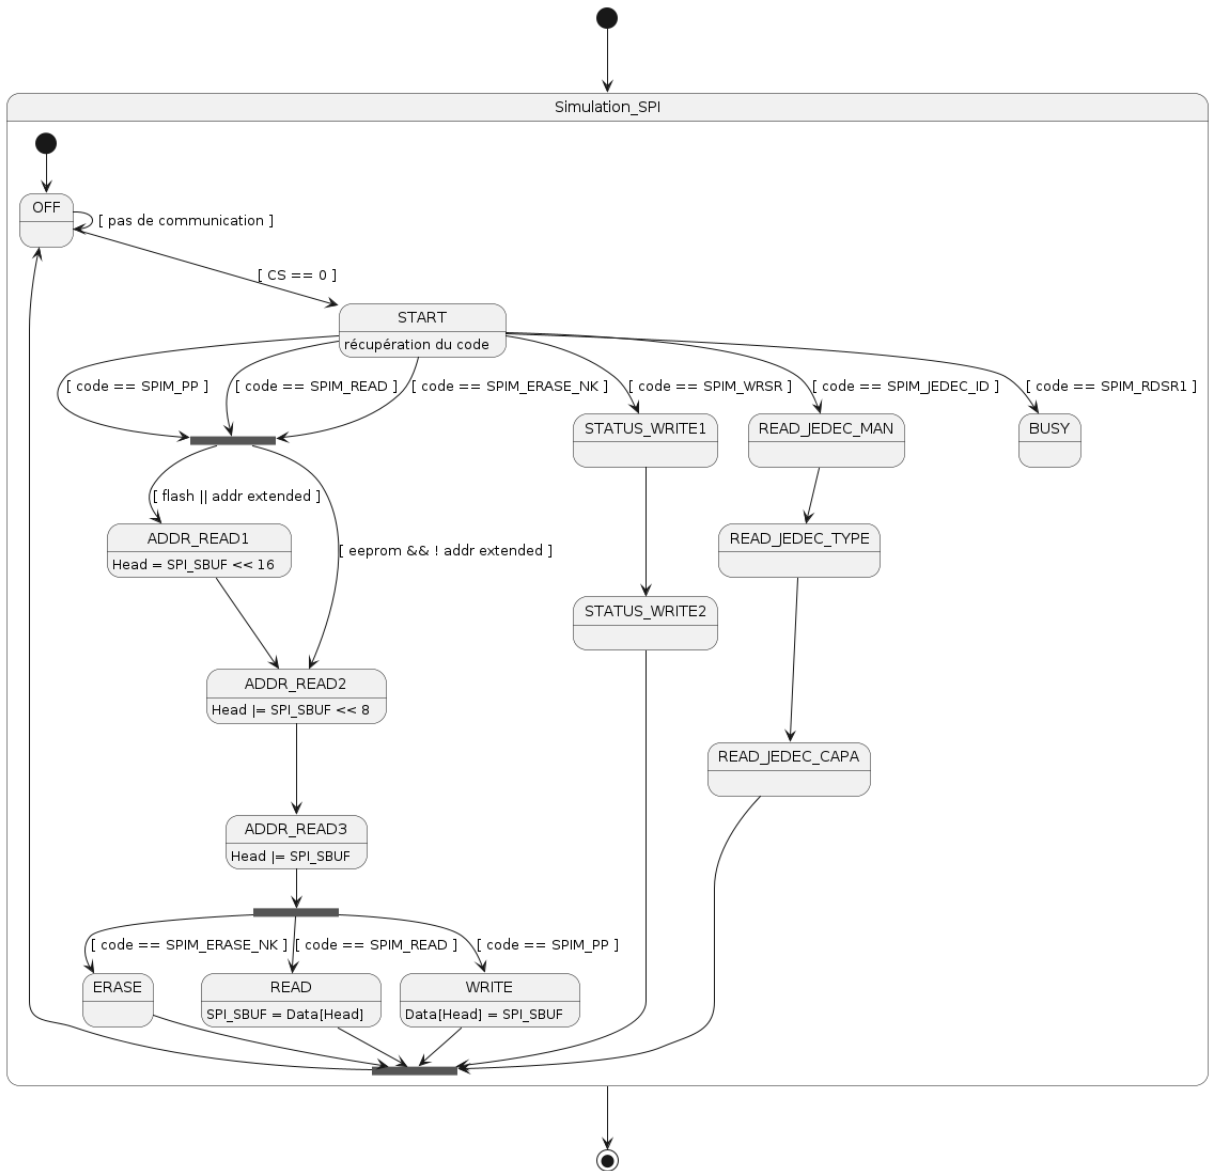 Simulation_SPI
OFF
[ pas de communication ]
[ CS == 0 ]
START
récupération du code
[ code == SPIM_PP ]
[ code == SPIM_READ ]
[ code == SPIM_ERASE_NK ]
[ code == SPIM_WRSR ]
[ code == SPIM_JEDEC_ID ]
[ code == SPIM_RDSR1 ]
STATUS_WRITE1
READ_JEDEC_MAN
BUSY
[ flash || addr extended ]
ADDR_READ1
Head = SPI_SBUF << 16
[ eeprom && ! addr extended ]
READ_JEDEC_TYPE
STATUS_WRITE2
ADDR_READ2
Head |= SPI_SBUF << 8
READ_JEDEC_CAPA
ADDR_READ3
Head |= SPI_SBUF
[ code == SPIM_ERASE_NK ]
[ code == SPIM_READ ]
[ code == SPIM_PP ]
ERASE
READ
SPI_SBUF = Data[Head]
WRITE
Data[Head] = SPI_SBUF